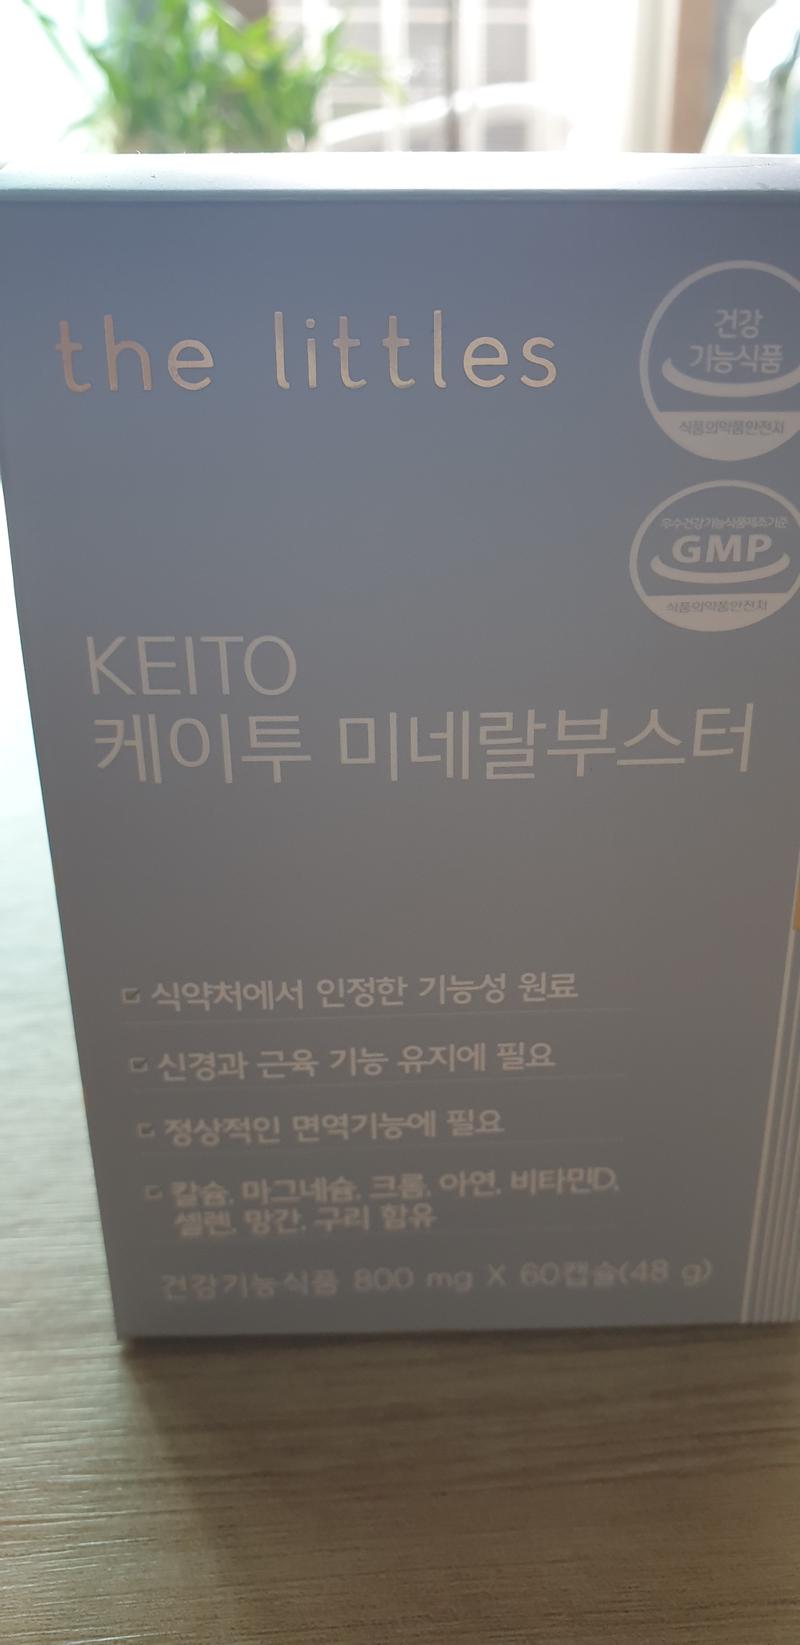 the littles
건강
기능식품
식품의약품안전처
우수건강기능식품제조기준
GMP
식품의약품안전처
KEITO
케이투 미네랄부스터
식약처에서 인정한 기능성 원료
신경과 근육 기능 유지에 필요
정상적인 면역기능에 필요
칼슘, 마그네슘, 크롬, 아연, 비타민D,
셀렌, 망간, 구리 함유
건강기능식품 800 mg X 60캡슐(48 g)